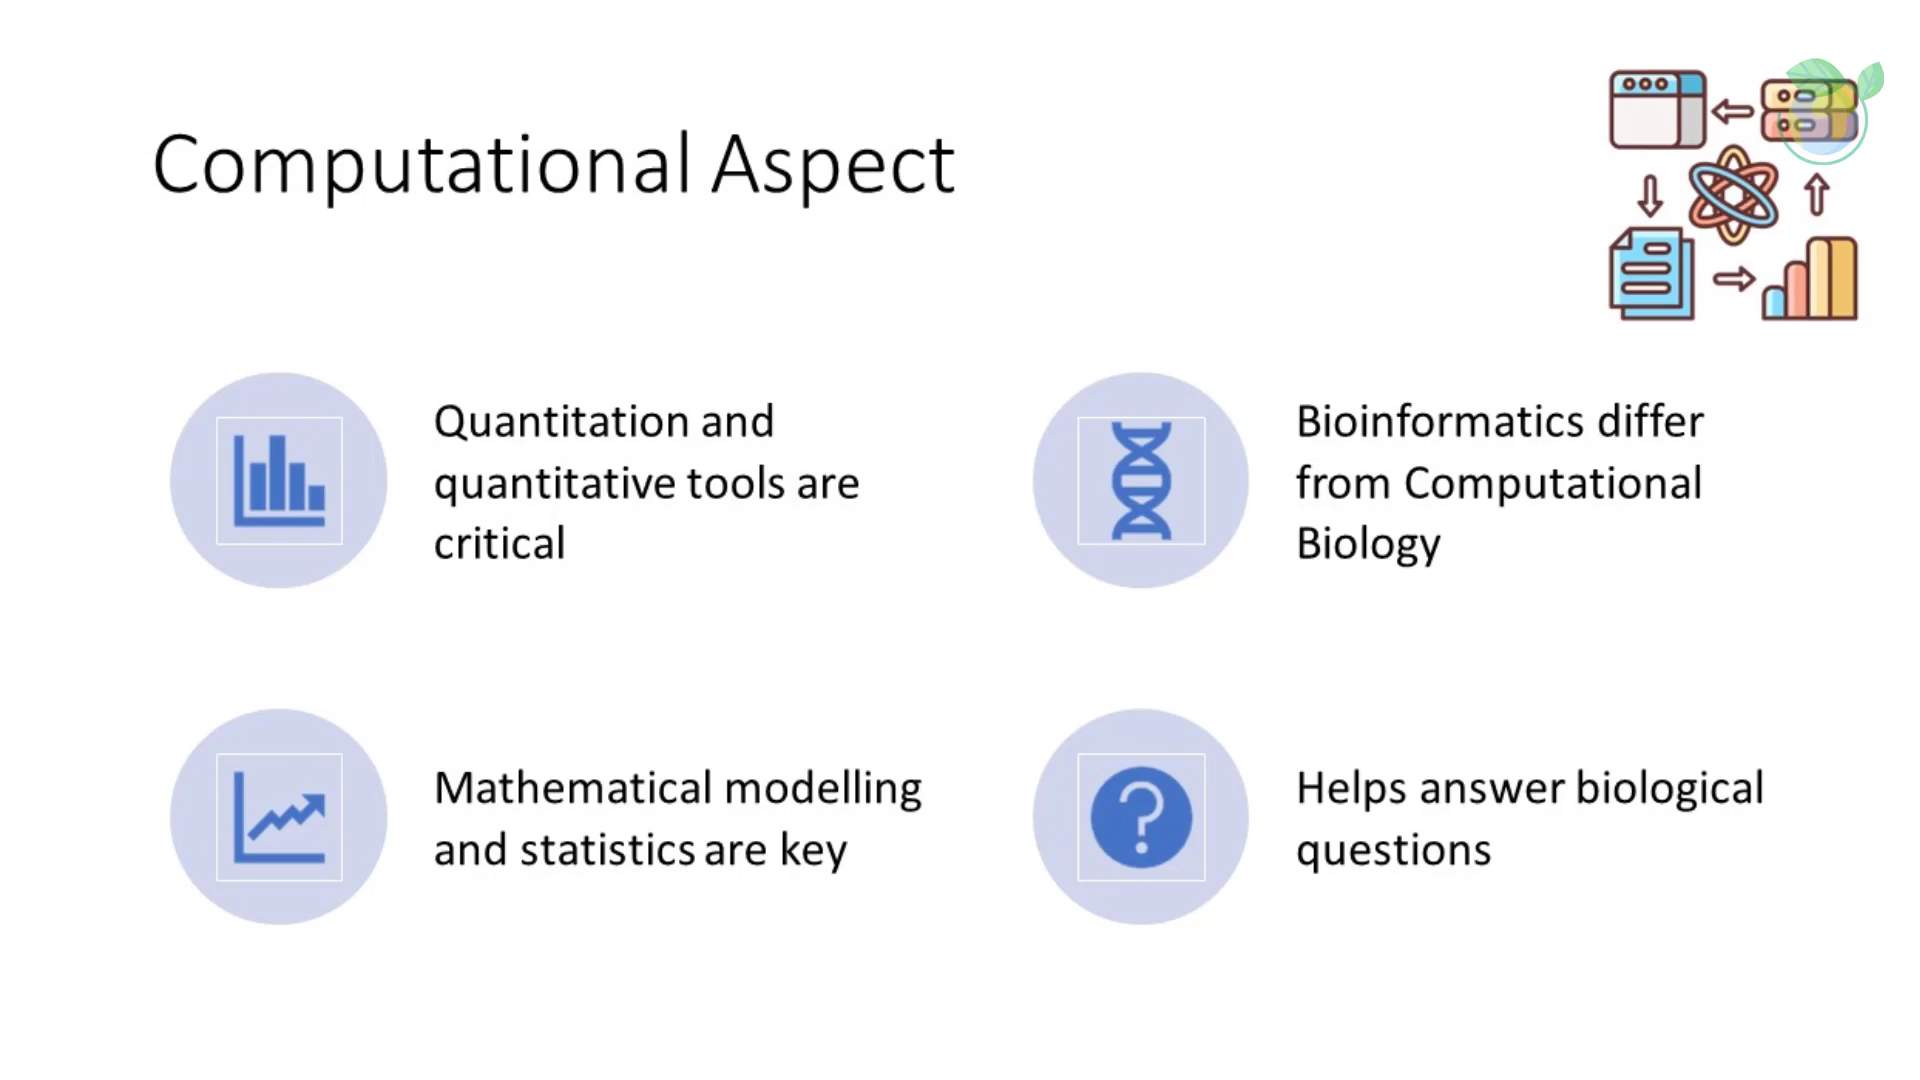 Computational Aspect
Quantitation and
quantitative tools are
critical
Bioinformatics differ
from Computational
Biology
Mathematical modelling
and statistics are key
Helps answer biological
questions